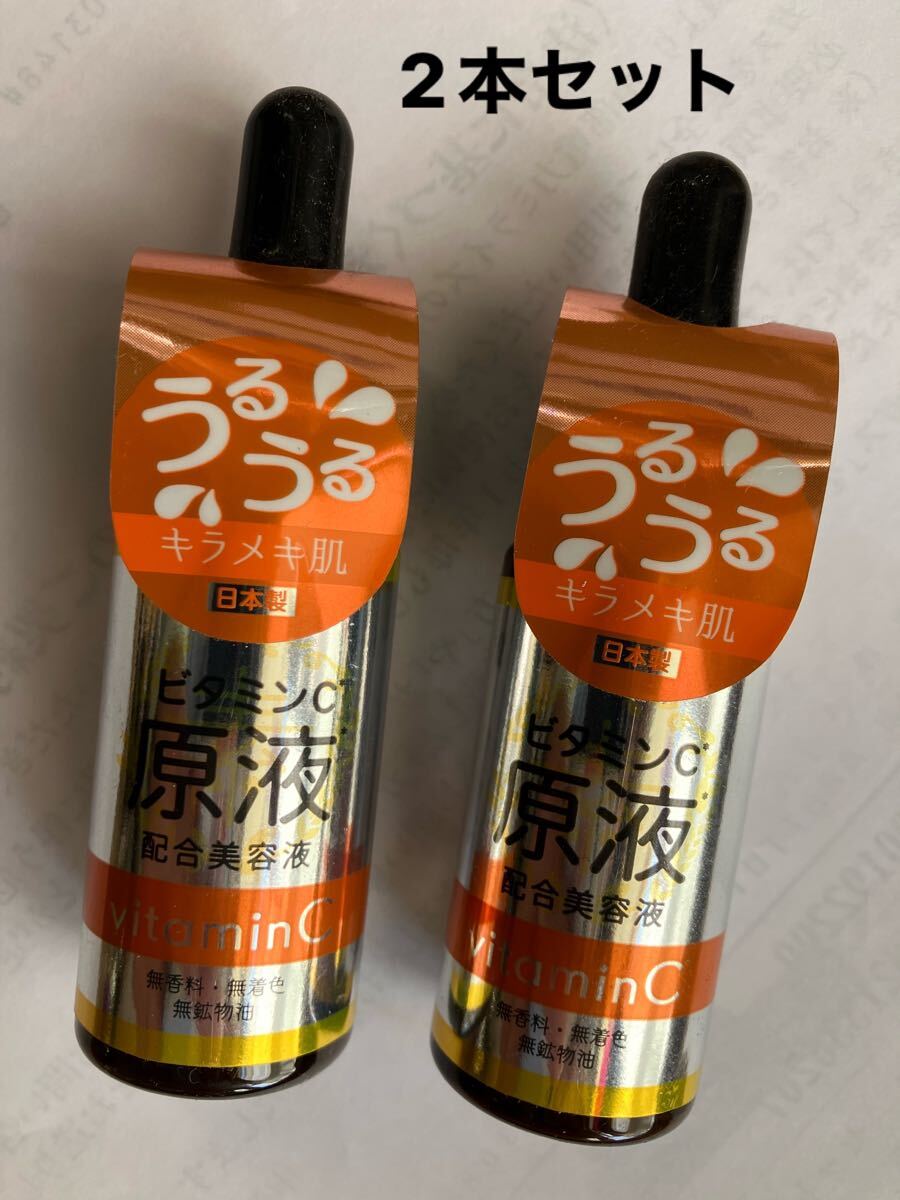 2本セット
うるうる
キラメキ肌
日本製
ビタミンC*
原液*
配合美容液
vitaminC
無香料・無着色
無鉱物油
うるうる
キラメキ肌
日本製
ビタミンC*
原液*
配合美容液
vitaminC
無香料・無着色
無鉱物油